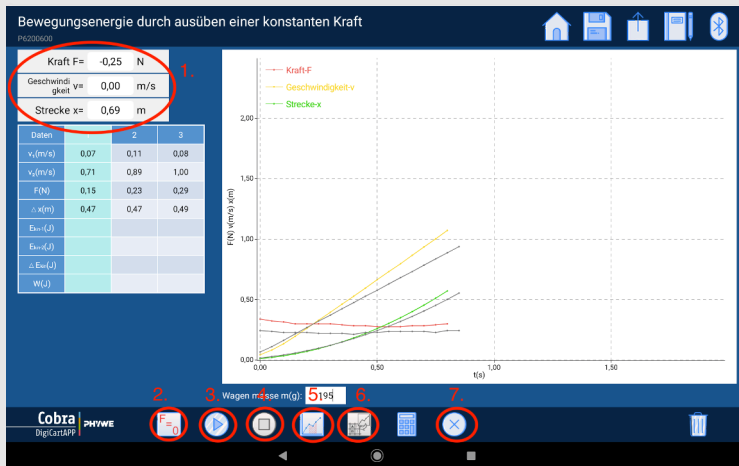 Bewegungsenergie durch ausüben einer konstanten Kraft
P6200600
Kraft F= -0,25 N
Geschwindi
gkeit v= 0,00 m/s
Strecke x= 0,69 m
1.
Daten 1 2 3
v₁(m/s) 0,07 0,11 0,08
v₂(m/s) 0,71 0,89 1,00
F(N) 0,15 0,23 0,29
△x(m) 0,47 0,47 0,49
Ekin1(J)
Ekin2(J)
△Ekin(J)
W(J)
Kraft-F
Geschwindigkeit-v
Strecke-x
F(N) v(m/s) x(m)
2,00
1,50
1,00
0,50
0,00
0,00 0,50 1,00 1,50
t(s)
Wagen masse m(g): 195
2. 3. 4. 5. 6. 7.
F=0
Cobra PHYWE
DigiCartAPP